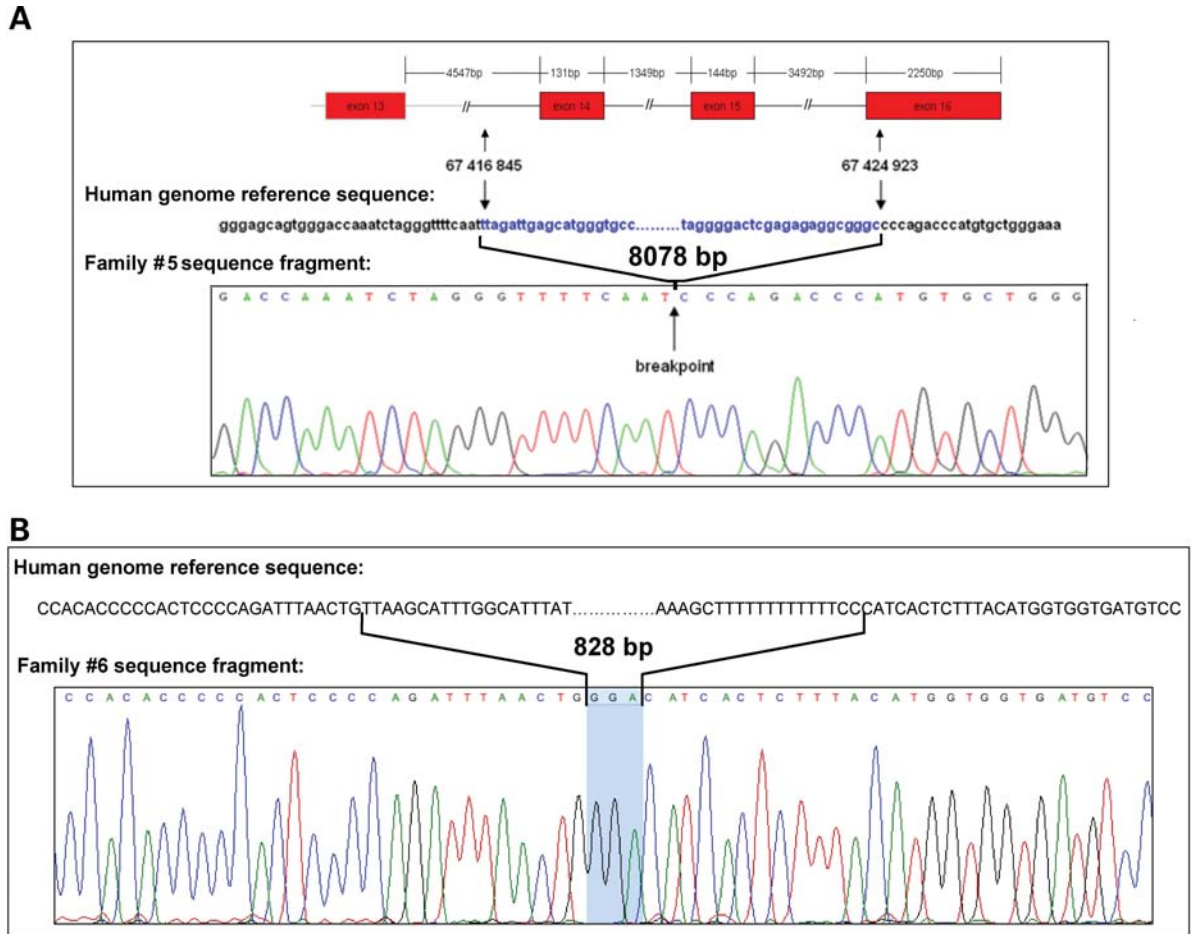 A
4547bp 131bp 1349bp 144bp 3492bp 2250bp
exon 13 // exon 14 // exon 15 // exon 16
67 416 845 67 424 923
Human genome reference sequence:
gggagcagtgggaccaaatctagggttttcaatttagattgagcatgggtgcc.........taggggactcgagagaggcgggccccagacccatgtgctgggaaa
8078 bp
Family #5 sequence fragment:
G A C C A A A T C T A G G G T T T T C A A T C C C A G A C C C A T G T G C T G G G
breakpoint
B
Human genome reference sequence:
CCACACCCCCACTCCCCAGATTTAACTGTTAAGCATTTGGCATTTAT..............AAAGCTTTTTTTTTTTTTCCCATCACTCTTTACATGGTGGTGATGTCC
828 bp
Family #6 sequence fragment:
C C A C A C C C C C A C T C C C C A G A T T T A A C T G G G A C A T C A C T C T T T A C A T G G T G G T G A T G T C C